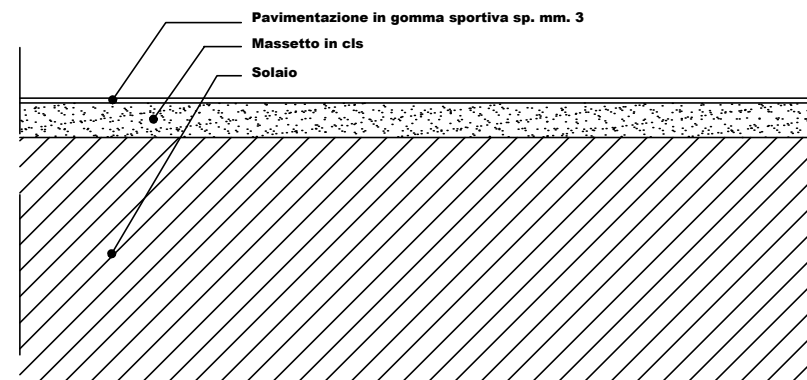 Pavimentazione in gomma sportiva sp. mm. 3
Massetto in cls
Solaio